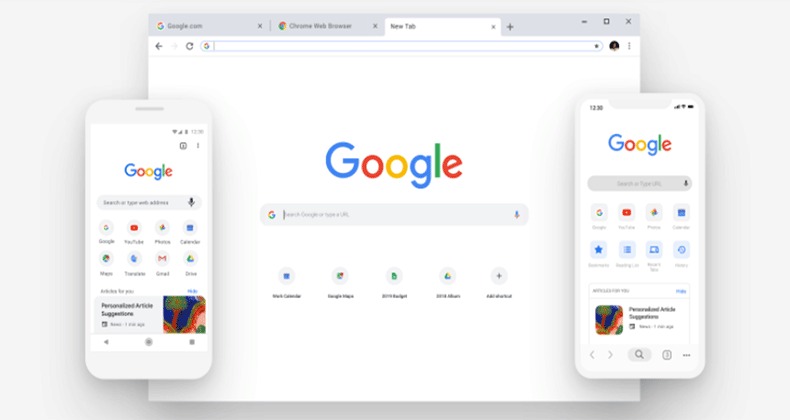 Google.com
Chrome Web Browser
New Tab
Google
Search Google or type a URL
Work Calendar
Google Maps
2019 Budget
2018 Album
Add shortcut
12:30
Google
Search or type web address
Google
YouTube
Photos
Calendar
Maps
Translate
Gmail
Drive
Articles for you
Hide
Personalized Article
Suggestions
News · 1 min ago
12:30
Google
Search or Type URL
Google
YouTube
Photos
Calendar
Bookmarks
Reading List
Recent
Tabs
History
ARTICLES FOR YOU
Hide
Personalized Article
Suggestions
News · 1 min ago